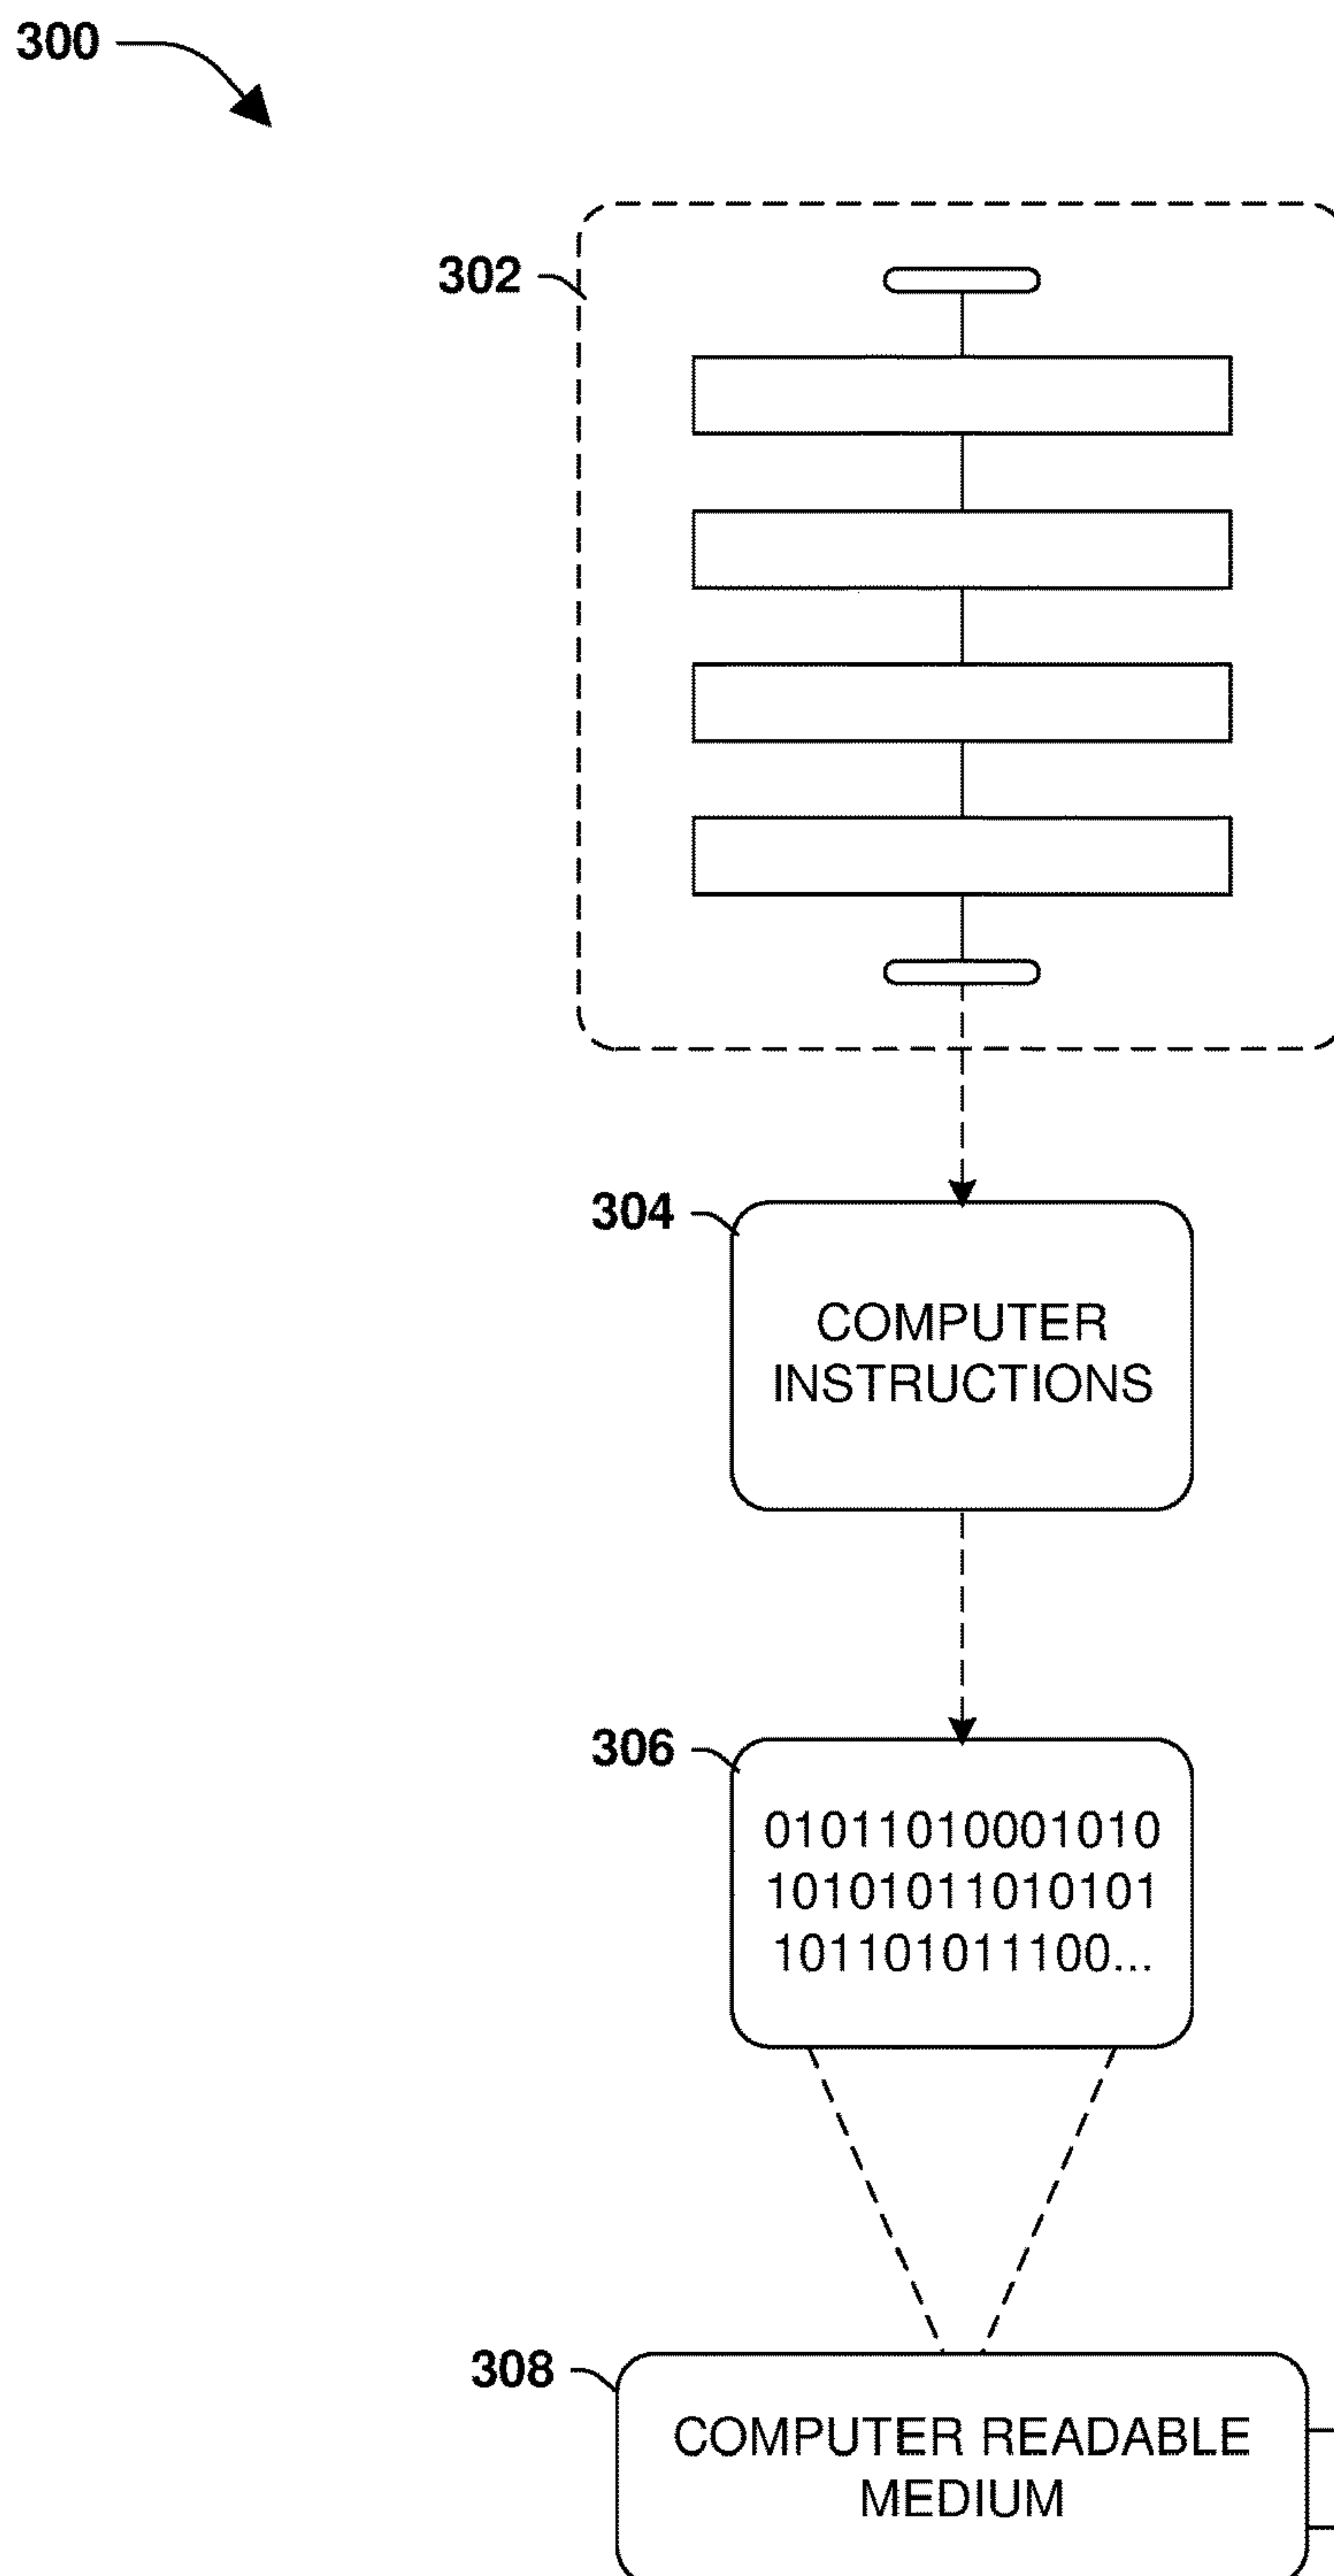 300
302
304
COMPUTER
INSTRUCTIONS
306
01011010001010
10101011010101
101101011100...
308
COMPUTER READABLE
MEDIUM